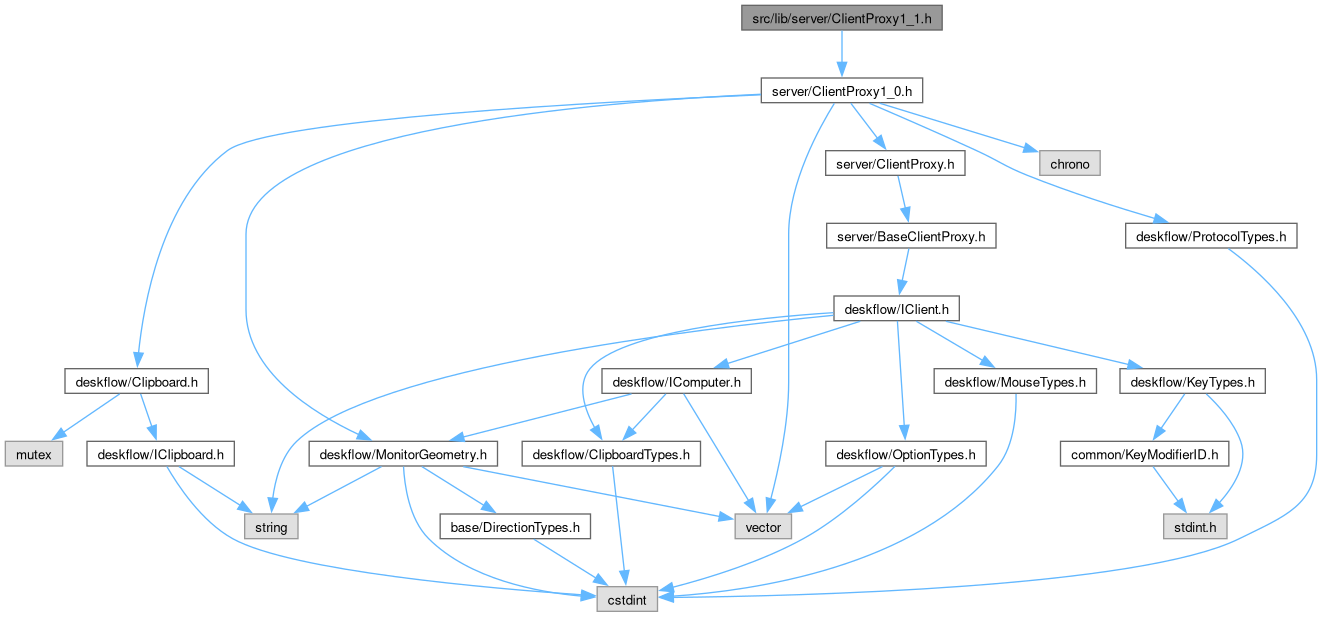 src/lib/server/ClientProxy1_1.h
server/ClientProxy1_0.h
server/ClientProxy.h
chrono
server/BaseClientProxy.h
deskflow/ProtocolTypes.h
deskflow/IClient.h
deskflow/Clipboard.h
deskflow/IComputer.h
deskflow/MouseTypes.h
deskflow/KeyTypes.h
mutex
deskflow/IClipboard.h
deskflow/MonitorGeometry.h
deskflow/ClipboardTypes.h
deskflow/OptionTypes.h
common/KeyModifierID.h
string
base/DirectionTypes.h
vector
stdint.h
cstdint